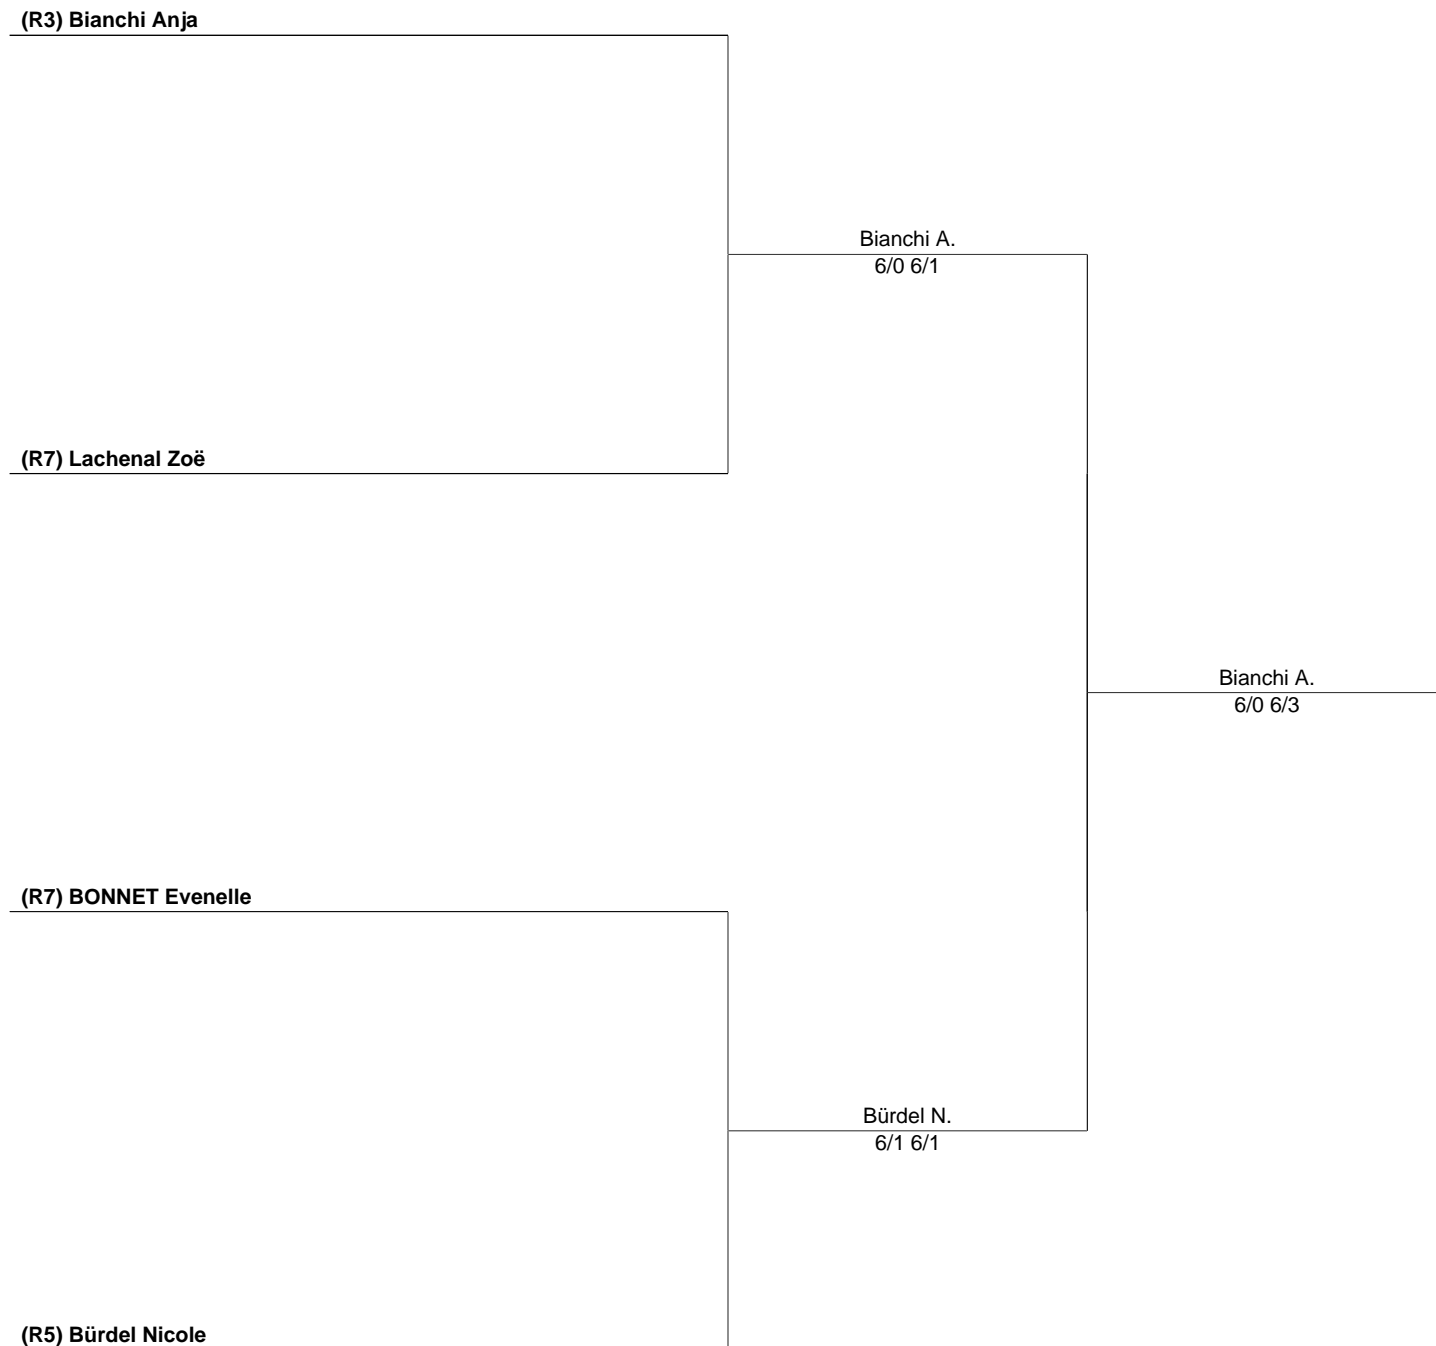 (R3) Bianchi Anja
Bianchi A.
6/0 6/1
(R7) Lachenal Zoë
Bianchi A.
6/0 6/3
(R7) BONNET Evenelle
Bürdel N.
6/1 6/1
(R5) Bürdel Nicole